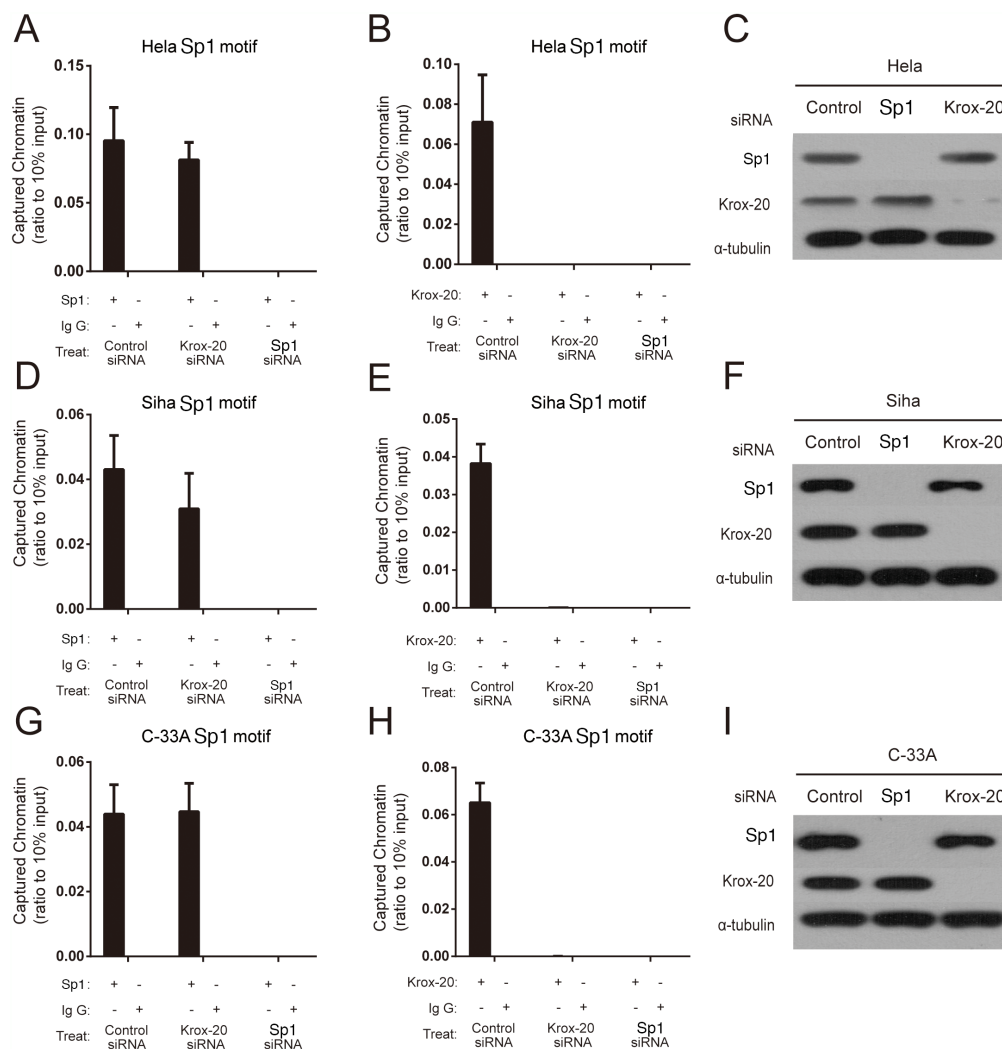 A
Hela Sp1 motif
Captured Chromatin
(ratio to 10% input)
0.15
0.10
0.05
0.00
Sp1: + - + - + -
Ig G: - + - + - +
Treat: Control siRNA Krox-20 siRNA Sp1 siRNA
B
Hela Sp1 motif
Captured Chromatin
(ratio to 10% input)
0.10
0.08
0.06
0.04
0.02
0.00
Krox-20: + - + - + -
Ig G: - + - + - +
Treat: Control siRNA Krox-20 siRNA Sp1 siRNA
C
Hela
siRNA Control Sp1 Krox-20
Sp1
Krox-20
α-tubulin
D
Siha Sp1 motif
Captured Chromatin
(ratio to 10% input)
0.06
0.04
0.02
0.00
Sp1: + - + - + -
Ig G: - + - + - +
Treat: Control siRNA Krox-20 siRNA Sp1 siRNA
E
Siha Sp1 motif
Captured Chromatin
(ratio to 10% input)
0.05
0.04
0.03
0.02
0.01
0.00
Krox-20: + - + - + -
Ig G: - + - + - +
Treat: Control siRNA Krox-20 siRNA Sp1 siRNA
F
Siha
siRNA Control Sp1 Krox-20
Sp1
Krox-20
α-tubulin
G
C-33A Sp1 motif
Captured Chromatin
(ratio to 10% input)
0.06
0.04
0.02
0.00
Sp1: + - + - + -
Ig G: - + - + - +
Treat: Control siRNA Krox-20 siRNA Sp1 siRNA
H
C-33A Sp1 motif
Captured Chromatin
(ratio to 10% input)
0.08
0.06
0.04
0.02
0.00
Krox-20: + - + - + -
Ig G: - + - + - +
Treat: Control siRNA Krox-20 siRNA Sp1 siRNA
I
C-33A
siRNA Control Sp1 Krox-20
Sp1
Krox-20
α-tubulin